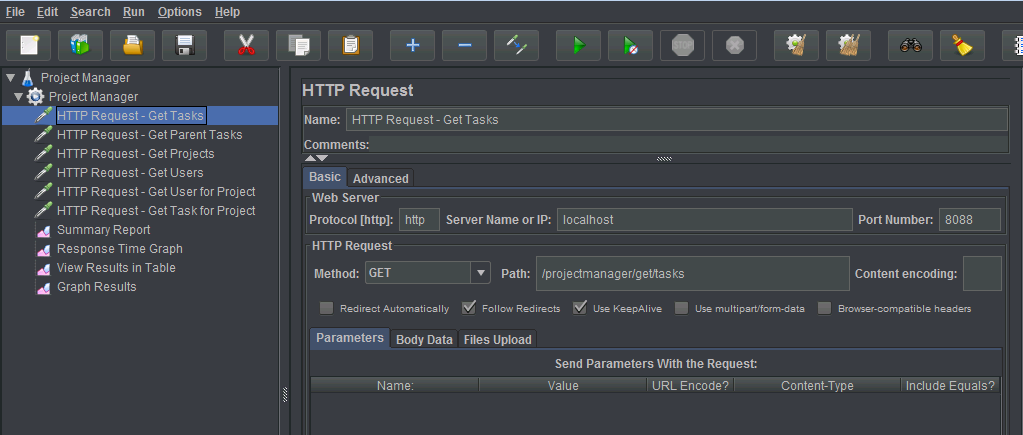 File Edit Search Run Options Help
STOP
Project Manager
Project Manager
HTTP Request - Get Tasks
HTTP Request - Get Parent Tasks
HTTP Request - Get Projects
HTTP Request - Get Users
HTTP Request - Get User for Project
HTTP Request - Get Task for Project
Summary Report
Response Time Graph
View Results in Table
Graph Results
HTTP Request
Name: HTTP Request - Get Tasks
Comments:
Basic Advanced
Web Server
Protocol [http]: http Server Name or IP: localhost Port Number: 8088
HTTP Request
Method: GET Path: /projectmanager/get/tasks Content encoding:
Redirect Automatically Follow Redirects Use KeepAlive Use multipart/form-data Browser-compatible headers
Parameters Body Data Files Upload
Send Parameters With the Request:
Name: Value URL Encode? Content-Type Include Equals?